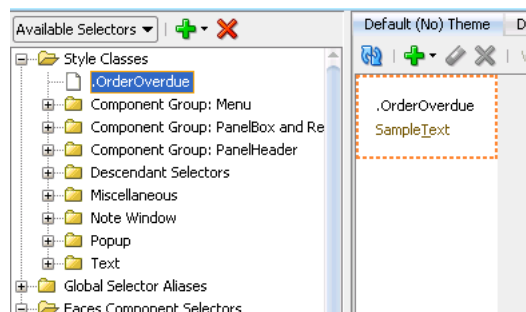 Available Selectors
Style Classes
.OrderOverdue
Component Group: Menu
Component Group: PanelBox and Re
Component Group: PanelHeader
Descendant Selectors
Miscellaneous
Note Window
Popup
Text
Global Selector Aliases
Faces Component Selectors
Default (No) Theme
D
.OrderOverdue
SampleText